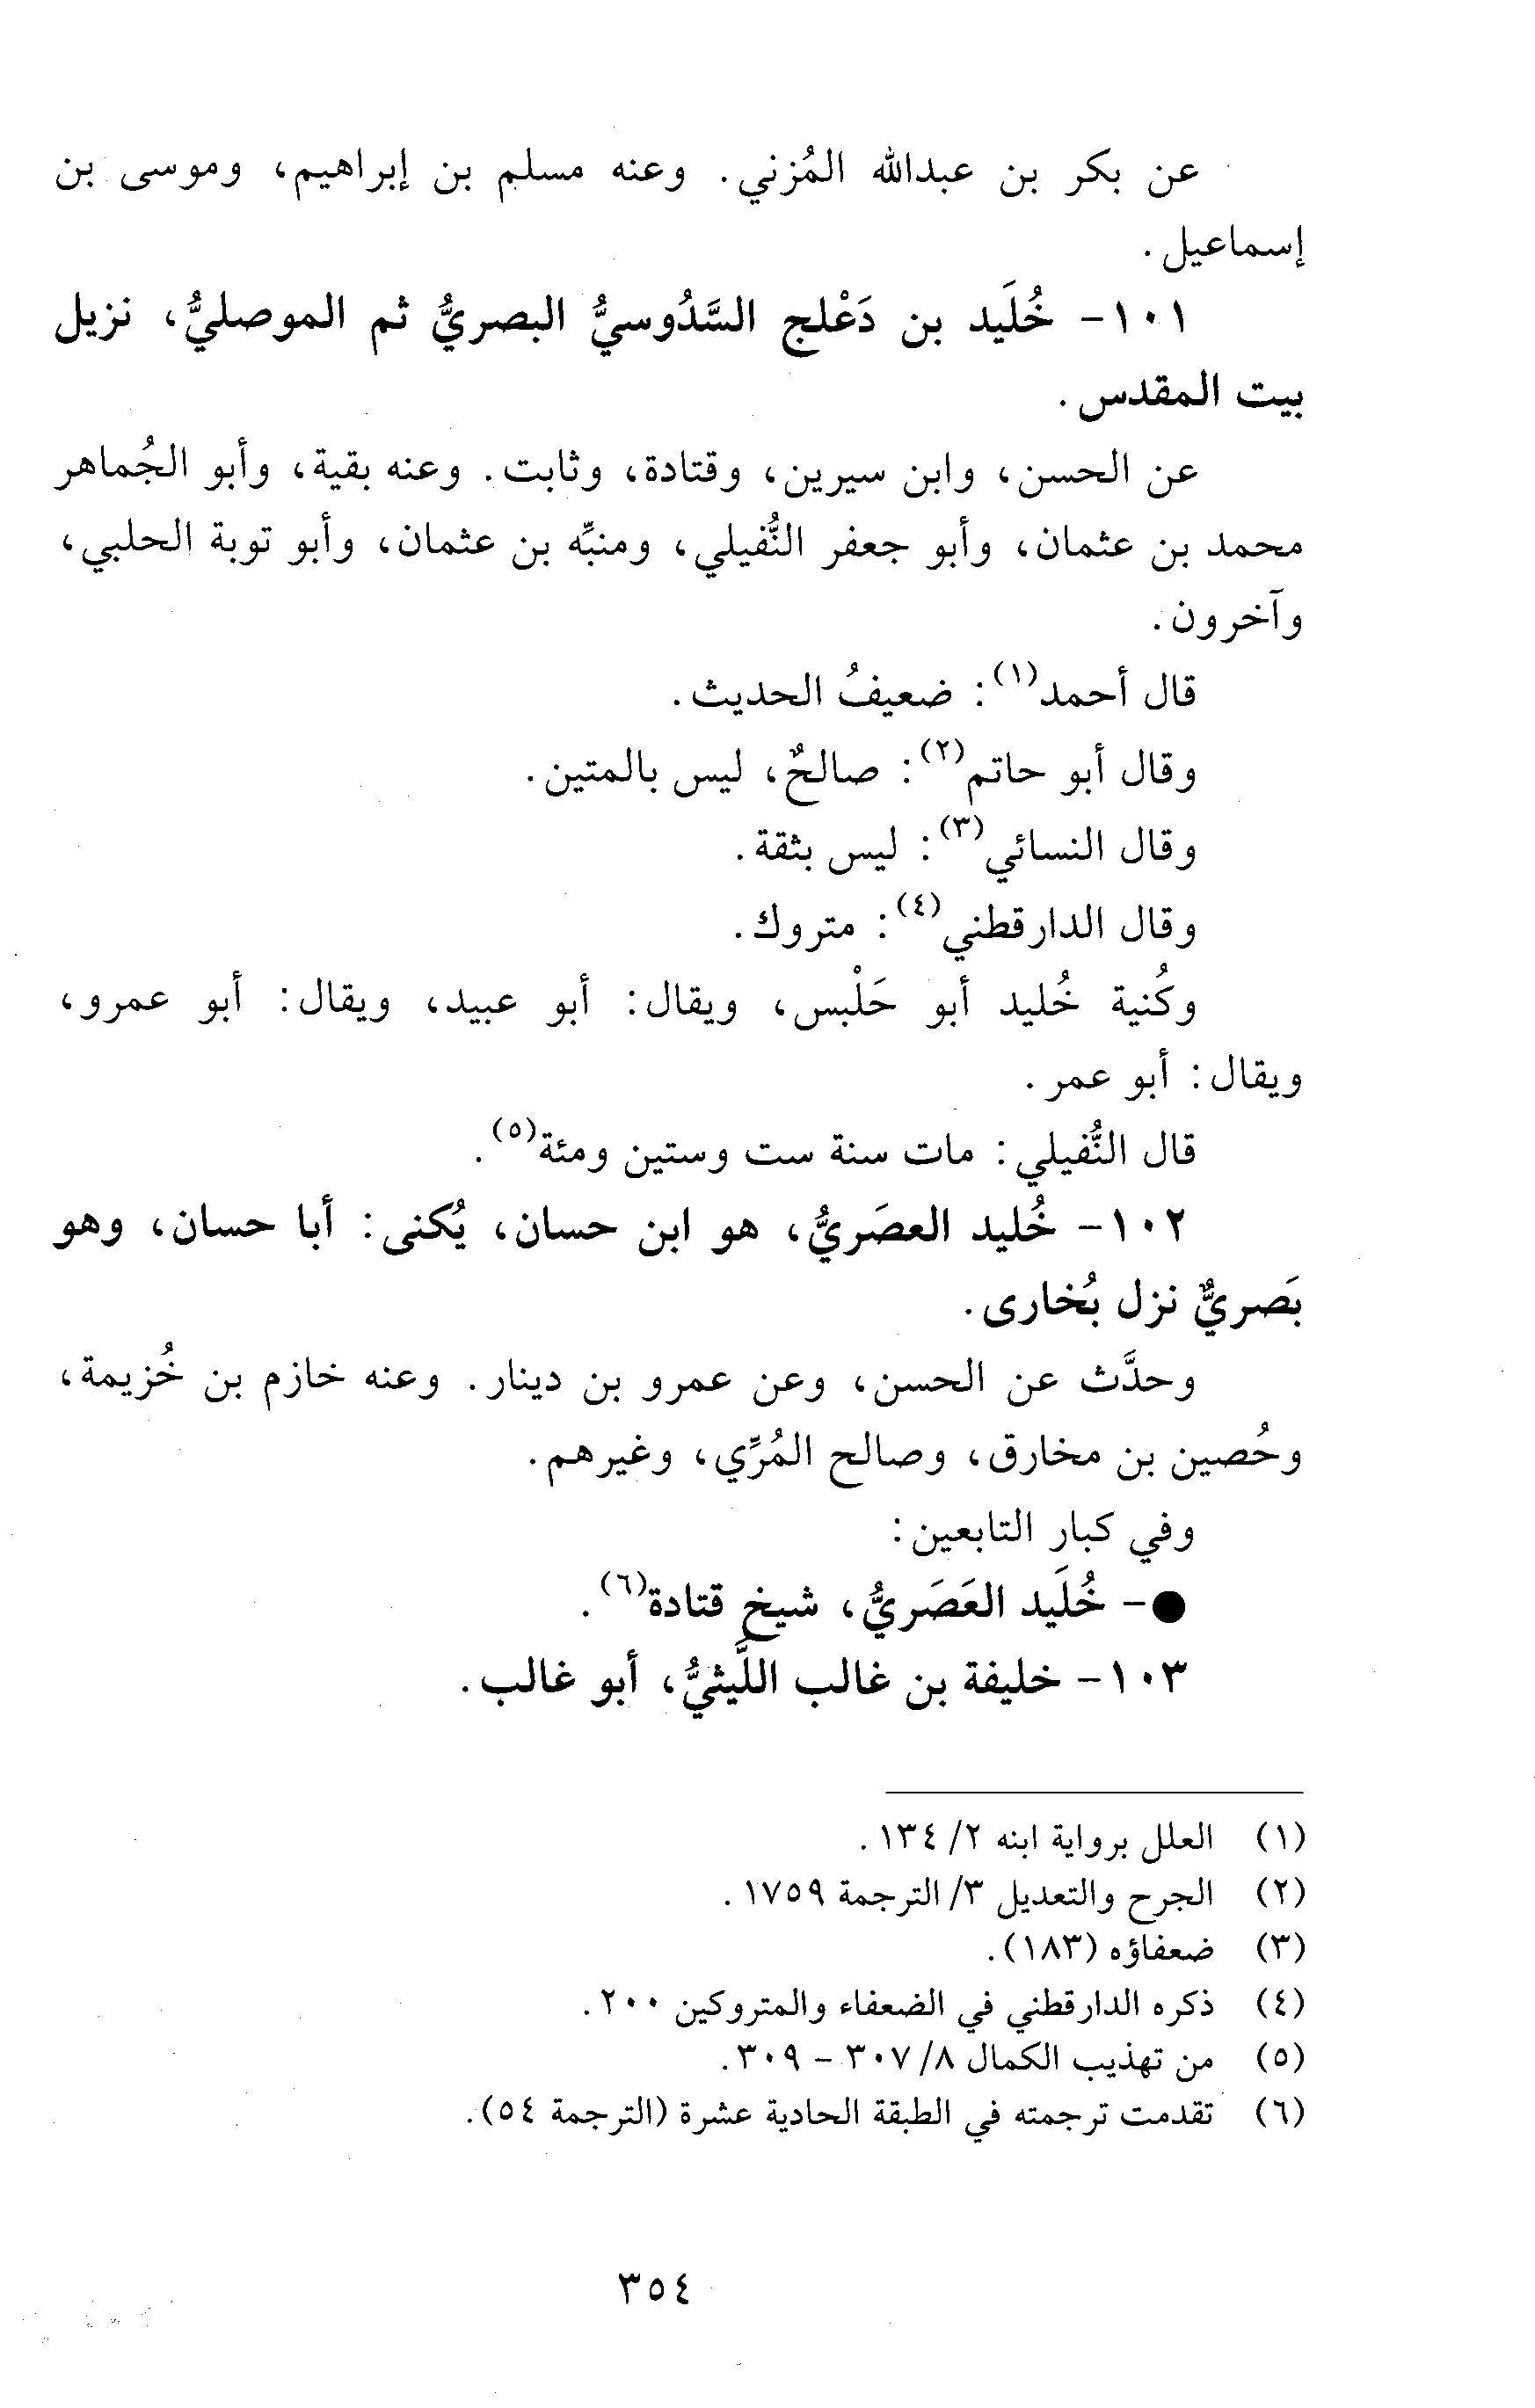 عن بكر بن عبدالله المُزني. وعنه مسلم بن إبراهيم، وموسى بن
إسماعيل.
١٠١- خُلَيد بن دَعْلج السَّدُوسيُّ البصريُّ ثم الموصليُّ، نزيل
بيت المقدس.
عن الحسن، وابن سيرين، وقتادة، وثابت. وعنه بقية، وأبو الجُماهر
محمد بن عثمان، وأبو جعفر النُّفيلي، ومنبِّه بن عثمان، وأبو توبة الحلبي،
وآخرون.
قال أحمد(١): ضعيفُ الحديث.
وقال أبو حاتم(٢): صالحٌ، ليس بالمتين.
وقال النسائي(٣): ليس بثقة.
وقال الدارقطني(٤): متروك.
وكُنية خُليد أبو حَلْبس، ويقال: أبو عبيد، ويقال: أبو عمرو،
ويقال: أبو عمر.
قال النُّفيلي: مات سنة ست وستين ومئة(٥).
١٠٢- خُليد العصَريُّ، هو ابن حسان، يُكنى: أبا حسان، وهو
بَصريٌّ نزل بُخارى.
وحدَّث عن الحسن، وعن عمرو بن دينار. وعنه خازم بن خُزيمة،
وحُصين بن مخارق، وصالح المُرِّي، وغيرهم.
وفي كبار التابعين:
●- خُلَيد العَصَريُّ، شيخ قتادة(٦).
١٠٣- خليفة بن غالب اللَّيثيُّ، أبو غالب.
(١) العلل برواية ابنه ٢/ ١٣٤.
(٢) الجرح والتعديل ٣/ الترجمة ١٧٥٩.
(٣) ضعفاؤه (١٨٣).
(٤) ذكره الدارقطني في الضعفاء والمتروكين ٢٠٠.
(٥) من تهذيب الكمال ٨/ ٣٠٧ - ٣٠٩.
(٦) تقدمت ترجمته في الطبقة الحادية عشرة (الترجمة ٥٤).
٣٥٤